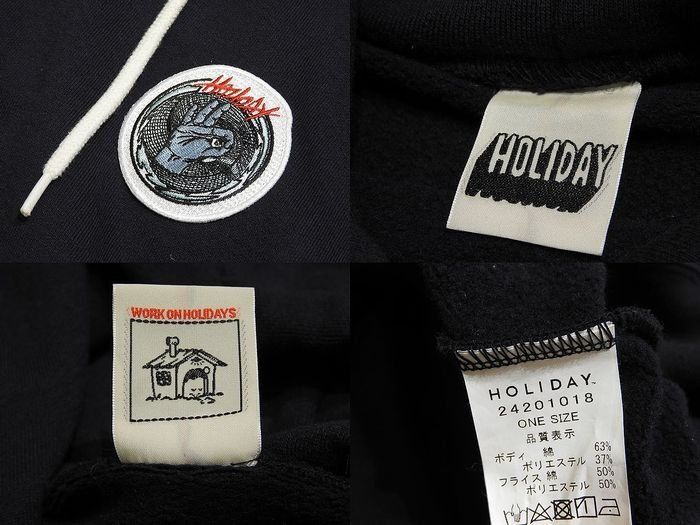 Holiday
HOLIDAY
WORK ON HOLIDAYS
HOLIDAY™
24201018
ONE SIZE
品質表示
ボディ 綿 63%
ポリエステル 37%
フライス 綿 50%
ポリエステル 50%